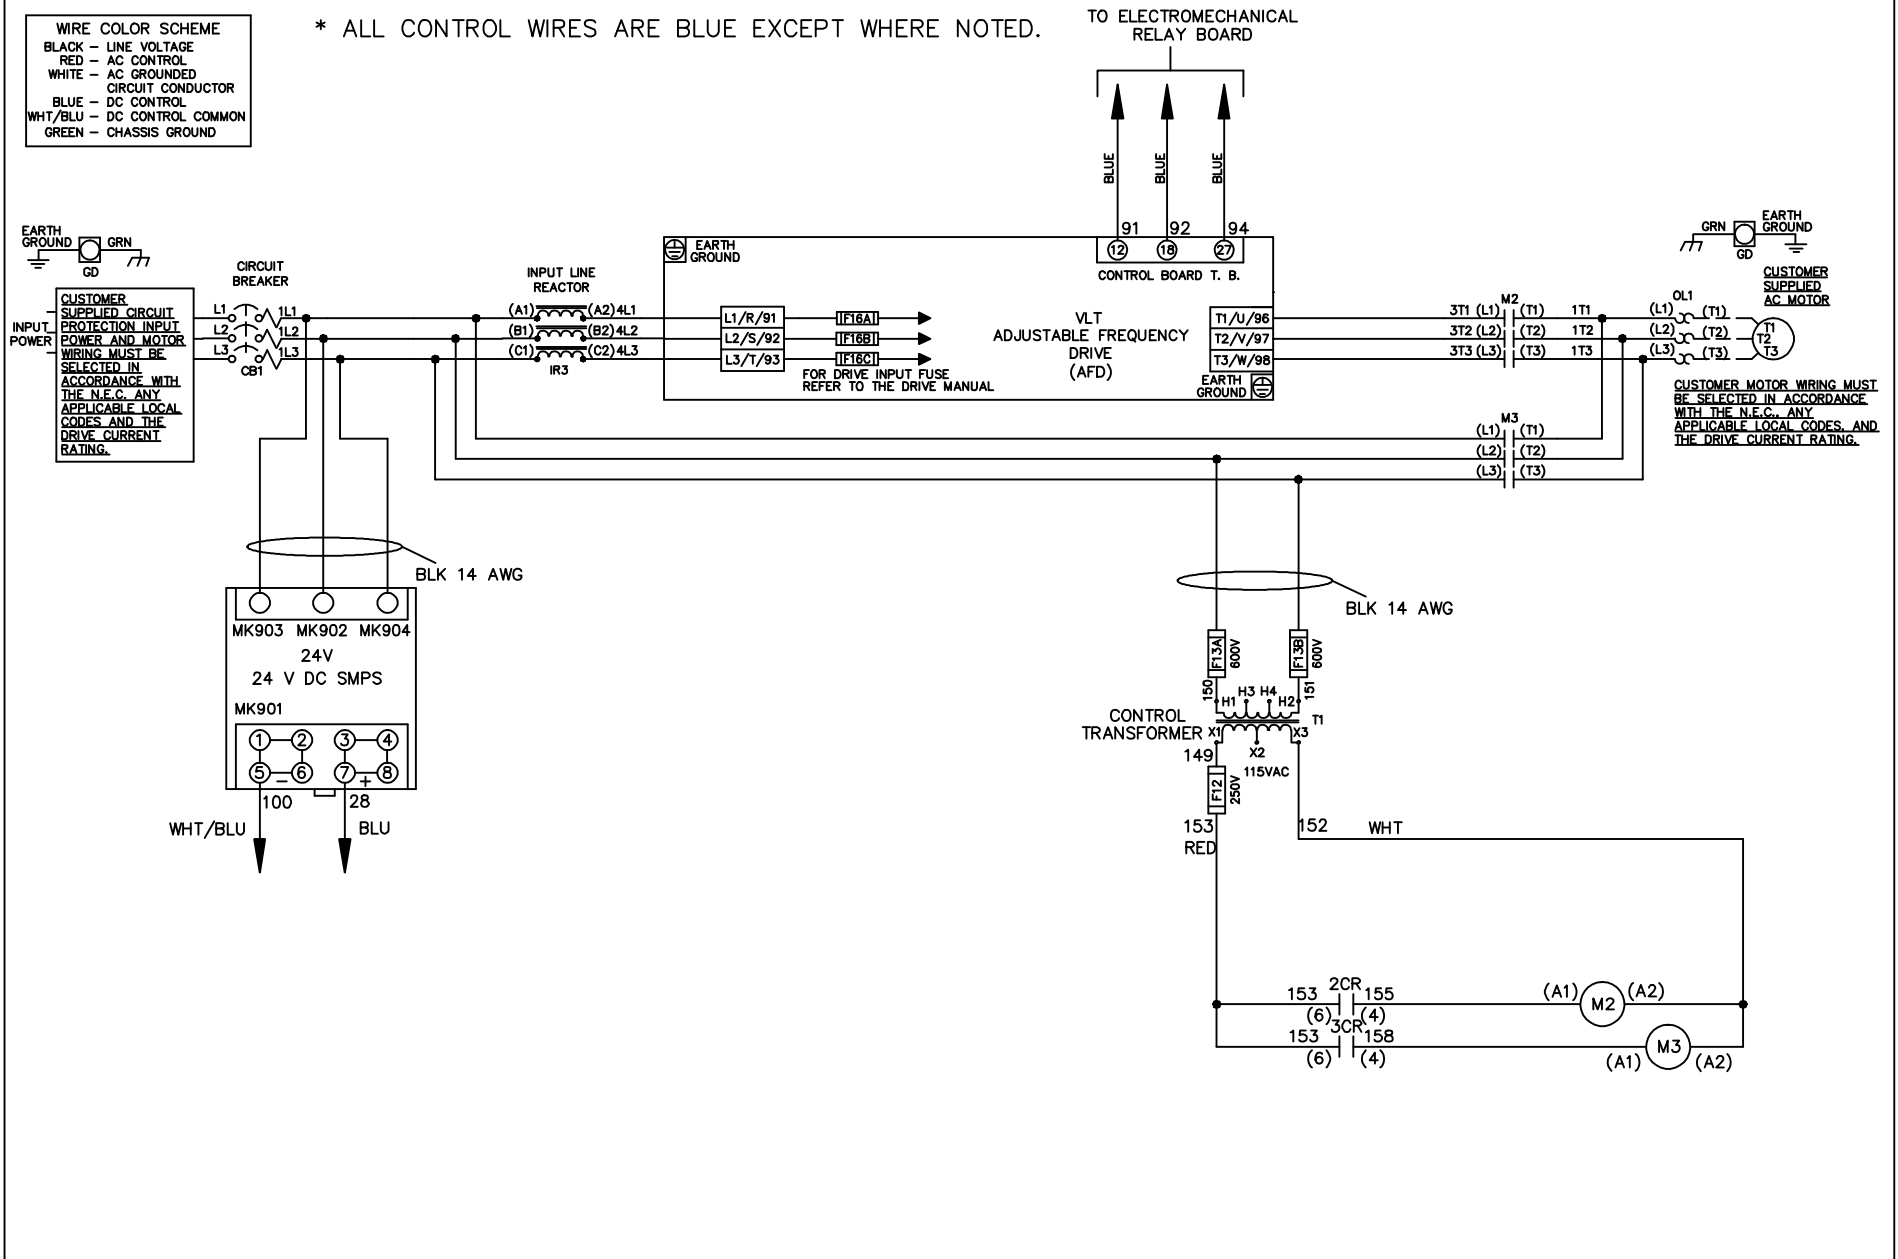 WIRE COLOR SCHEME
BLACK – LINE VOLTAGE
RED – AC CONTROL
WHITE – AC GROUNDED
CIRCUIT CONDUCTOR
BLUE – DC CONTROL
WHT/BLU – DC CONTROL COMMON
GREEN – CHASSIS GROUND
* ALL CONTROL WIRES ARE BLUE EXCEPT WHERE NOTED.
TO ELECTROMECHANICAL
RELAY BOARD
BLUE
BLUE
BLUE
91
92
94
12
18
27
CONTROL BOARD T. B.
EARTH
GROUND
GRN
GD
CUSTOMER
SUPPLIED CIRCUIT
PROTECTION INPUT
POWER AND MOTOR
WIRING MUST BE
SELECTED IN
ACCORDANCE WITH
THE N.E.C. ANY
APPLICABLE LOCAL
CODES AND THE
DRIVE CURRENT
RATING.
INPUT
POWER
CIRCUIT
BREAKER
L1
1L1
L2
1L2
L3
1L3
CB1
INPUT LINE
REACTOR
(A1)
(A2)4L1
(B1)
(B2)4L2
(C1)
(C2)4L3
IR3
EARTH
GROUND
L1/R/91
L2/S/92
L3/T/93
F16A
F16B
F16C
FOR DRIVE INPUT FUSE
REFER TO THE DRIVE MANUAL
VLT
ADJUSTABLE FREQUENCY
DRIVE
(AFD)
T1/U/96
T2/V/97
T3/W/98
EARTH
GROUND
M2
3T1 (L1) (T1) 1T1
3T2 (L2) (T2) 1T2
3T3 (L3) (T3) 1T3
M3
(L1) (T1)
(L2) (T2)
(L3) (T3)
OL1
(L1) (T1)
(L2) (T2)
(L3) (T3)
T1
T2
T3
GRN
EARTH
GROUND
GD
CUSTOMER
SUPPLIED
AC MOTOR
CUSTOMER MOTOR WIRING MUST
BE SELECTED IN ACCORDANCE
WITH THE N.E.C., ANY
APPLICABLE LOCAL CODES, AND
THE DRIVE CURRENT RATING.
BLK 14 AWG
MK903 MK902 MK904
24V
24 V DC SMPS
MK901
1 2 3 4
5 – 6 7 + 8
100
28
WHT/BLU
BLU
BLK 14 AWG
F13A
600V
F13B
600V
150
151
H1 H3 H4 H2
CONTROL
TRANSFORMER
T1
X1
X3
X2
149
115VAC
F12
250V
153
RED
152
WHT
2CR
153
155
(6)
(4)
(A1)
M2
(A2)
3CR
153
158
(6)
(4)
(A1)
M3
(A2)